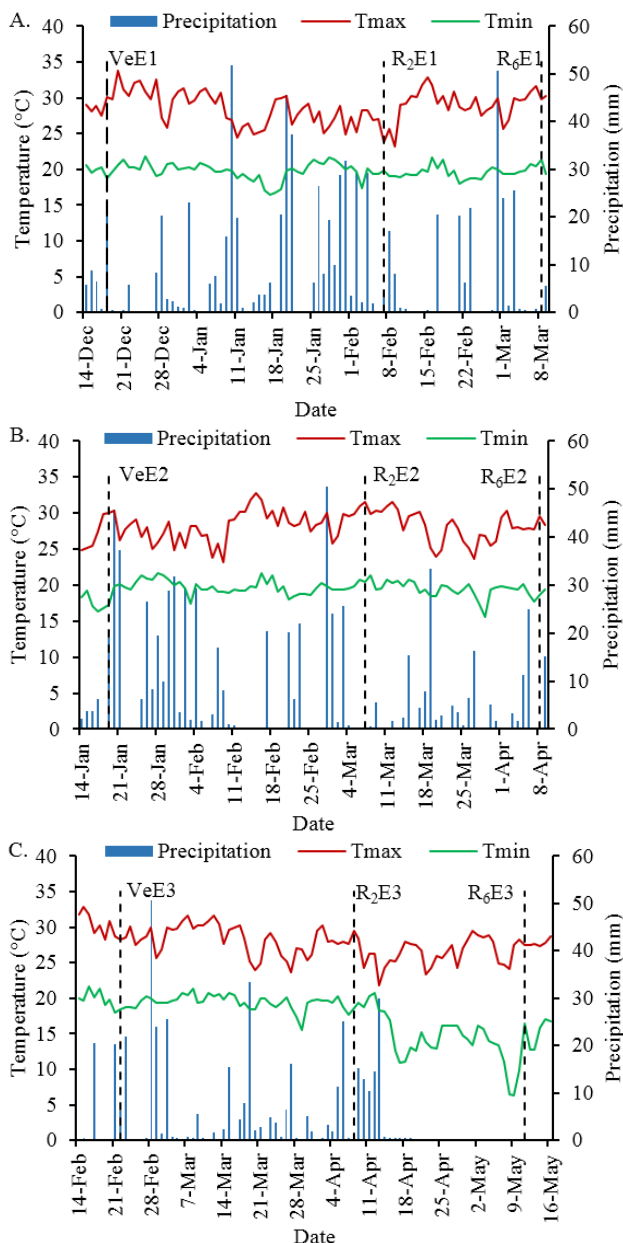 A.
Precipitation Tmax Tmin
VeE1 R2E1 R6E1
40
35
30
25
20
15
10
5
0
Temperature (°C)
60
50
40
30
20
10
0
Precipitation (mm)
14-Dec 21-Dec 28-Dec 4-Jan 11-Jan 18-Jan 25-Jan 1-Feb 8-Feb 15-Feb 22-Feb 1-Mar 8-Mar
Date
B.
Precipitation Tmax Tmin
VeE2 R2E2 R6E2
40
35
30
25
20
15
10
5
0
Temperature (°C)
60
50
40
30
20
10
0
Precipitation (mm)
14-Jan 21-Jan 28-Jan 4-Feb 11-Feb 18-Feb 25-Feb 4-Mar 11-Mar 18-Mar 25-Mar 1-Apr 8-Apr
Date
C.
Precipitation Tmax Tmin
VeE3 R2E3 R6E3
40
35
30
25
20
15
10
5
0
Temperature (°C)
60
50
40
30
20
10
0
Precipitation (mm)
14-Feb 21-Feb 28-Feb 7-Mar 14-Mar 21-Mar 28-Mar 4-Apr 11-Apr 18-Apr 25-Apr 2-May 9-May 16-May
Date